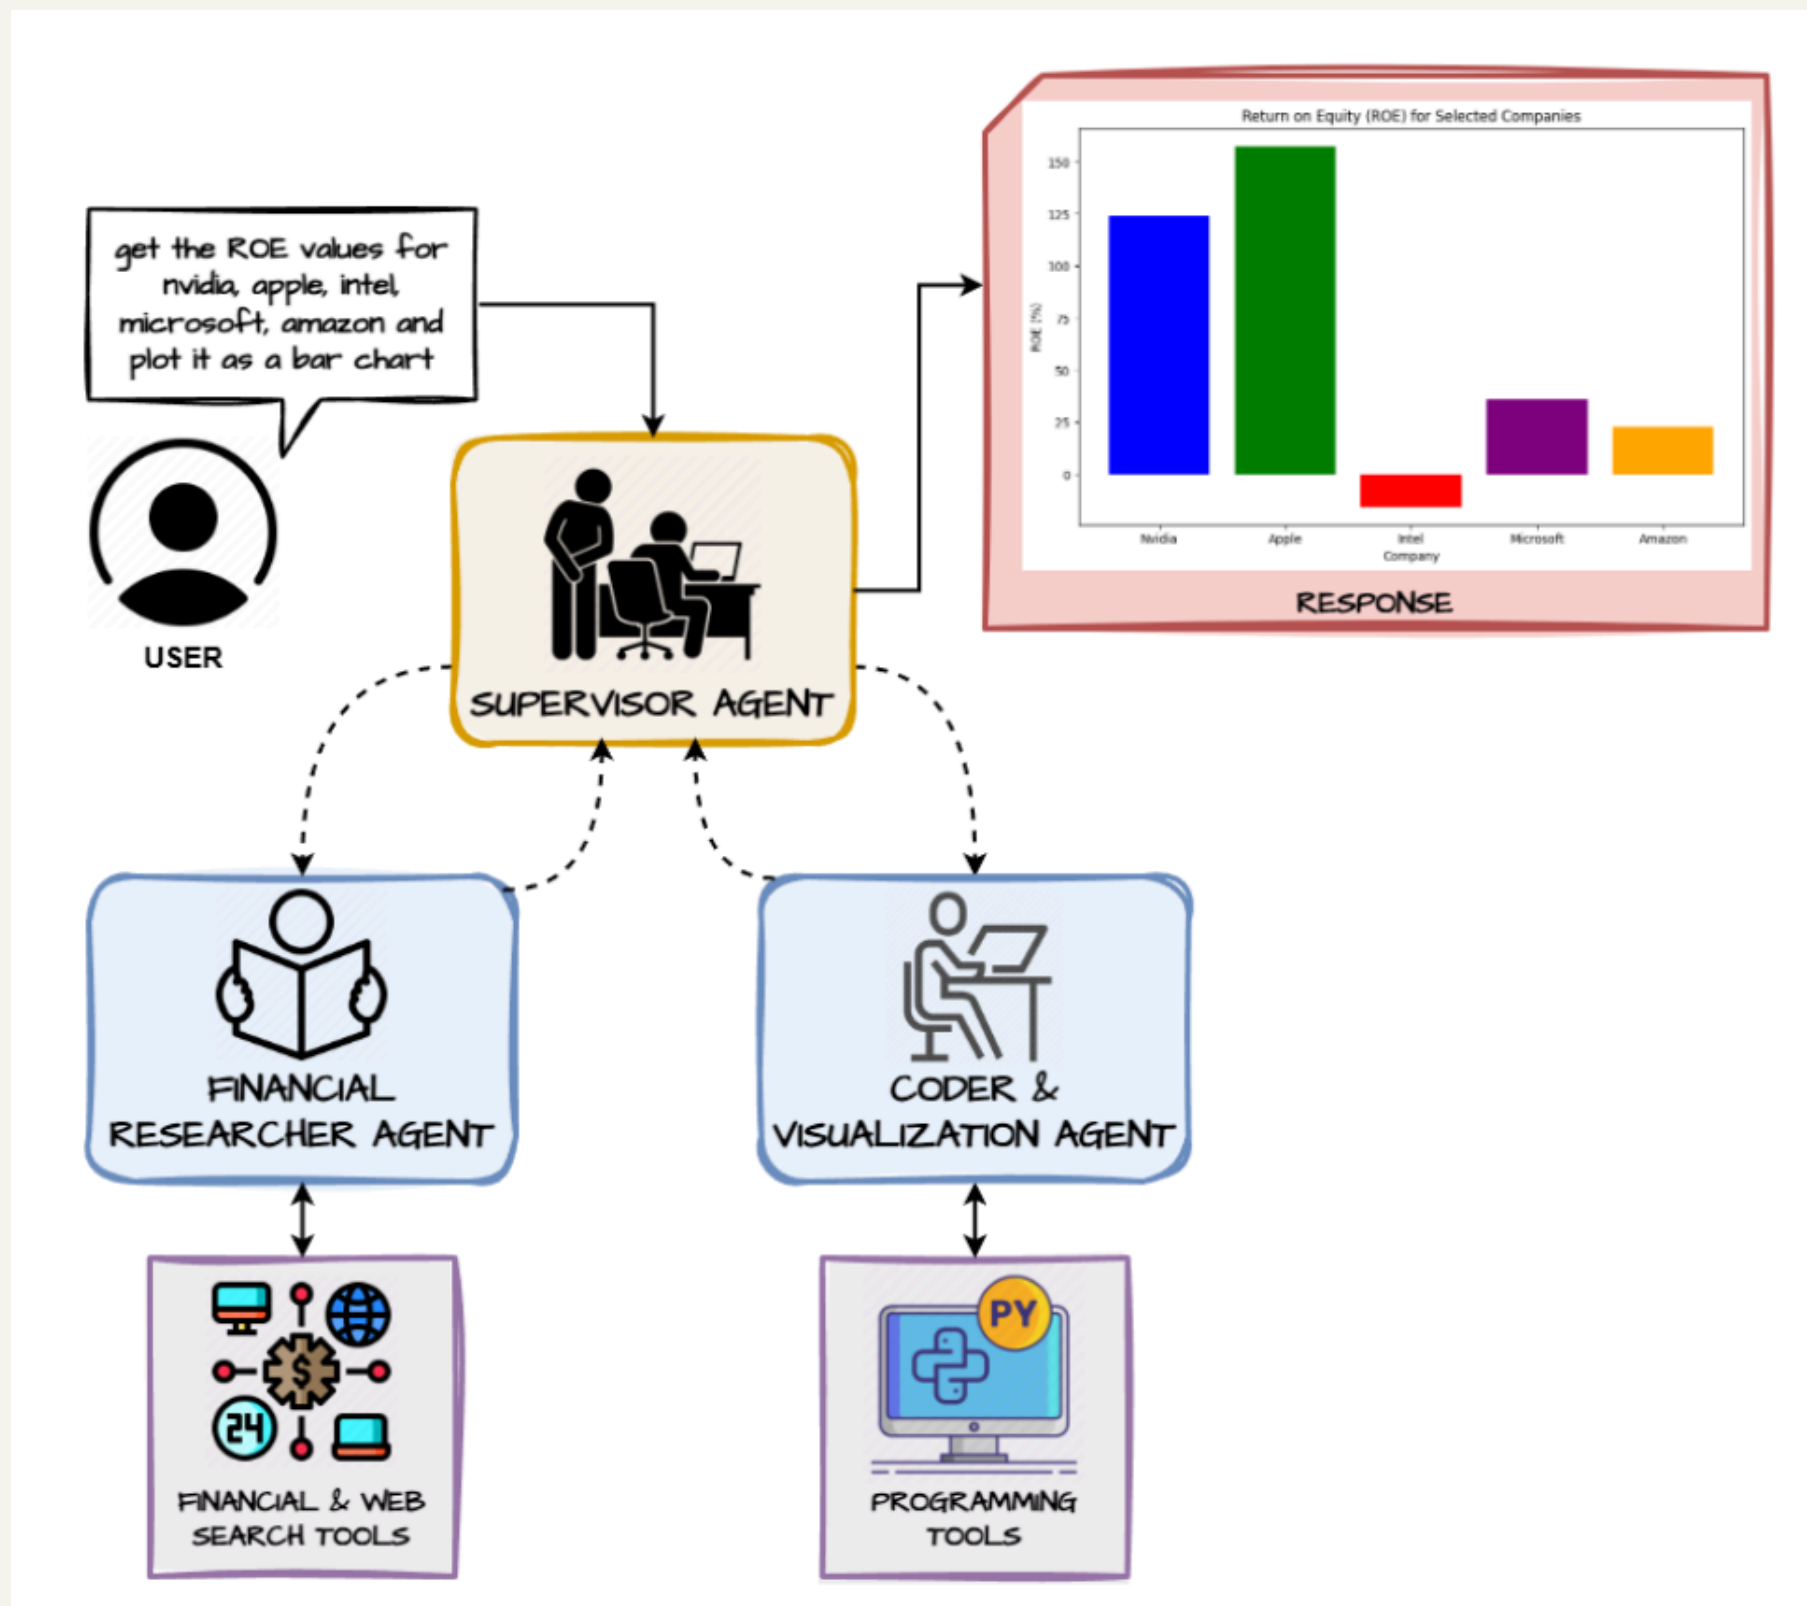 get the ROE values for
nvidia, apple, intel,
microsoft, amazon and
plot it as a bar chart
USER
SUPERVISOR AGENT
Return on Equity (ROE) for Selected Companies
ROE (%)
150
125
100
75
50
25
0
Nvidia
Apple
Intel
Microsoft
Amazon
Company
RESPONSE
FINANCIAL
RESEARCHER AGENT
CODER &
VISUALIZATION AGENT
24
$
FINANCIAL & WEB
SEARCH TOOLS
PY
PROGRAMMING
TOOLS